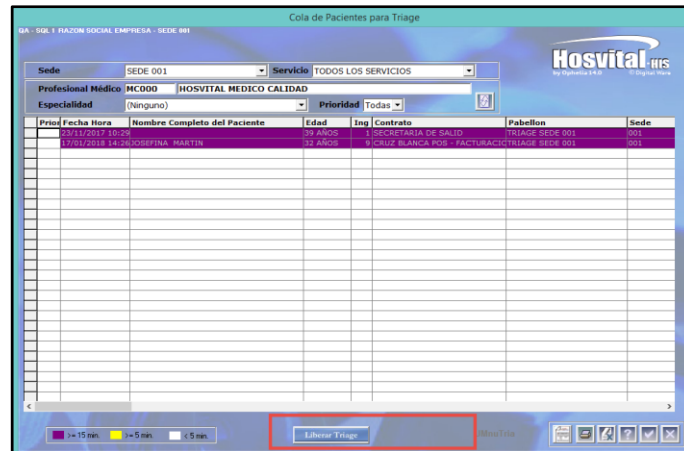 Cola de Pacientes para Triage
QA - SQL 1 RAZON SOCIAL EMPRESA - SEDE 001
Hosvital-HIS
by Ophelia 14.0 © Digital Ware
Sede SEDE 001 Servicio TODOS LOS SERVICIOS
Profesional Médico MC000 HOSVITAL MEDICO CALIDAD
Especialidad (Ninguno) Prioridad Todas
Prior Fecha Hora Nombre Completo del Paciente Edad Ing Contrato Pabellon Sede
23/11/2017 10:29 39 AÑOS 1 SECRETARIA DE SALID TRIAGE SEDE 001 001
17/01/2018 14:26 JOSEFINA MARTIN 32 AÑOS 9 CRUZ BLANCA POS - FACTURACIC TRIAGE SEDE 001 001
>= 15 min. >= 5 min. < 5 min. Liberar Triage